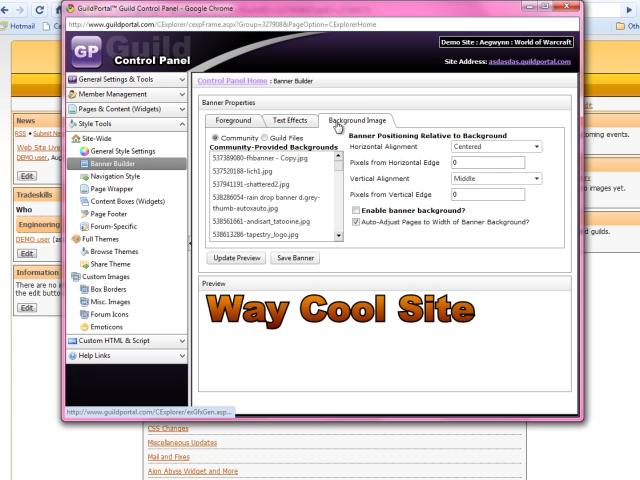 GuildPortal™ Guild Control Panel - Google Chrome
http://www.guildportal.com/CExplorer/cexpFrame.aspx?Group=327908&PageOption=CExplorerHome
Hotmail
Oth
GP Guild
Control Panel
Demo Site : Aegwynn : World of Warcraft
Site Address: asdasdas.guildportal.com
General Settings & Tools
Member Management
Pages & Content (Widgets)
Style Tools
Site-Wide
General Style Settings
Banner Builder
Navigation Style
Page Wrapper
Content Boxes (Widgets)
Page Footer
Forum-Specific
Full Themes
Browse Themes
Share Theme
Custom Images
Box Borders
Misc. Images
Forum Icons
Emoticons
Custom HTML & Script
Help Links
Control Panel Home : Banner Builder
Banner Properties
Foreground
Text Effects
Background Image
Community
Guild Files
Community-Provided Backgrounds
537389080-fhbanner - Copy.jpg
537520188-lich1.jpg
537941191-shattered2.jpg
538286054-rain drop banner d.grey-
thumb-autoxauto.jpg
538561661-andisart_tatooine.jpg
538613286-tapestry_logo.jpg
Banner Positioning Relative to Background
Horizontal Alignment
Centered
Pixels from Horizontal Edge
0
Vertical Alignment
Middle
Pixels from Vertical Edge
0
Enable banner background?
Auto-Adjust Pages to Width of Banner Background?
Update Preview
Save Banner
Preview
Way Cool Site
http://www.guildportal.com/CExplorer/exGfxGen.asp...
News
RSS • Submit New
Web Site Live
DEMO user, Aug
Edit
Tradeskills
Who
Engineering
DEMO user (as
Edit
Information
There are no i
the edit butto
Edit
dit
coming events.
images yet.
d guilds.
CSS Changes
Miscellaneous Updates
Mail and Fixes
Aion Abyss Widget and More